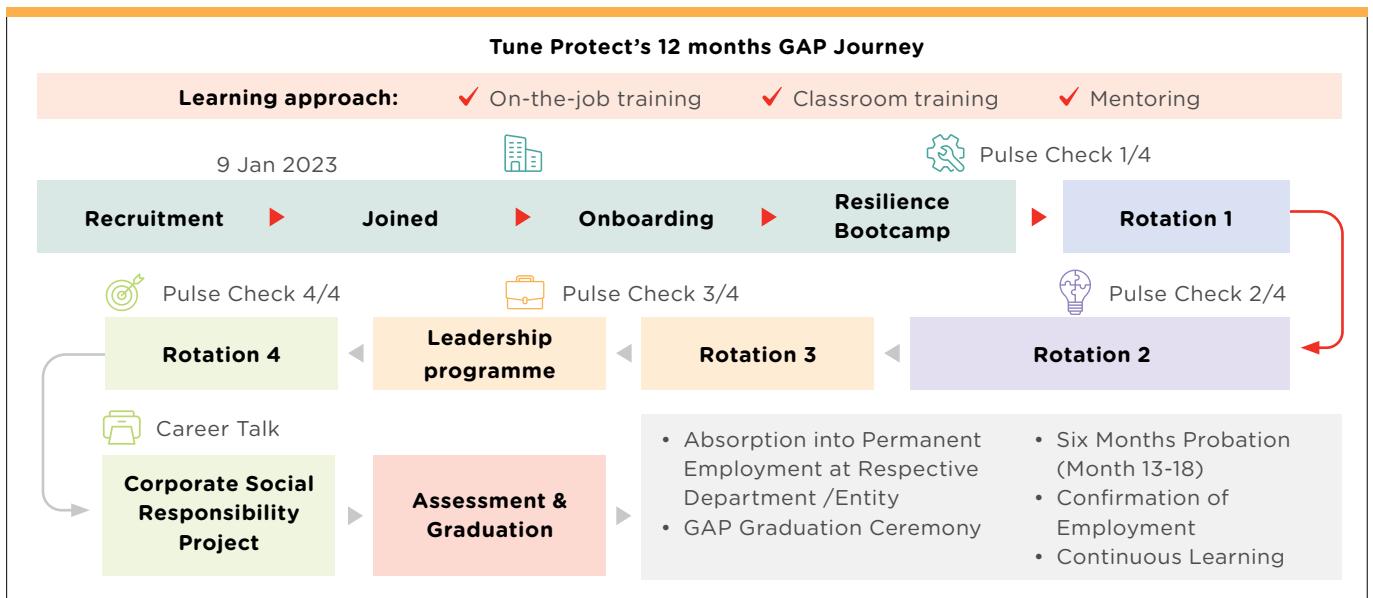 Tune Protect's 12 months GAP Journey
Learning approach: On-the-job training Classroom training Mentoring
9 Jan 2023
Pulse Check 1/4
Recruitment
Joined
Onboarding
Resilience
Bootcamp
Rotation 1
Pulse Check 4/4
Pulse Check 3/4
Pulse Check 2/4
Rotation 4
Leadership
programme
Rotation 3
Rotation 2
Career Talk
Corporate Social
Responsibility
Project
Assessment &
Graduation
• Absorption into Permanent
Employment at Respective
Department /Entity
• GAP Graduation Ceremony
• Six Months Probation
(Month 13-18)
• Confirmation of
Employment
• Continuous Learning